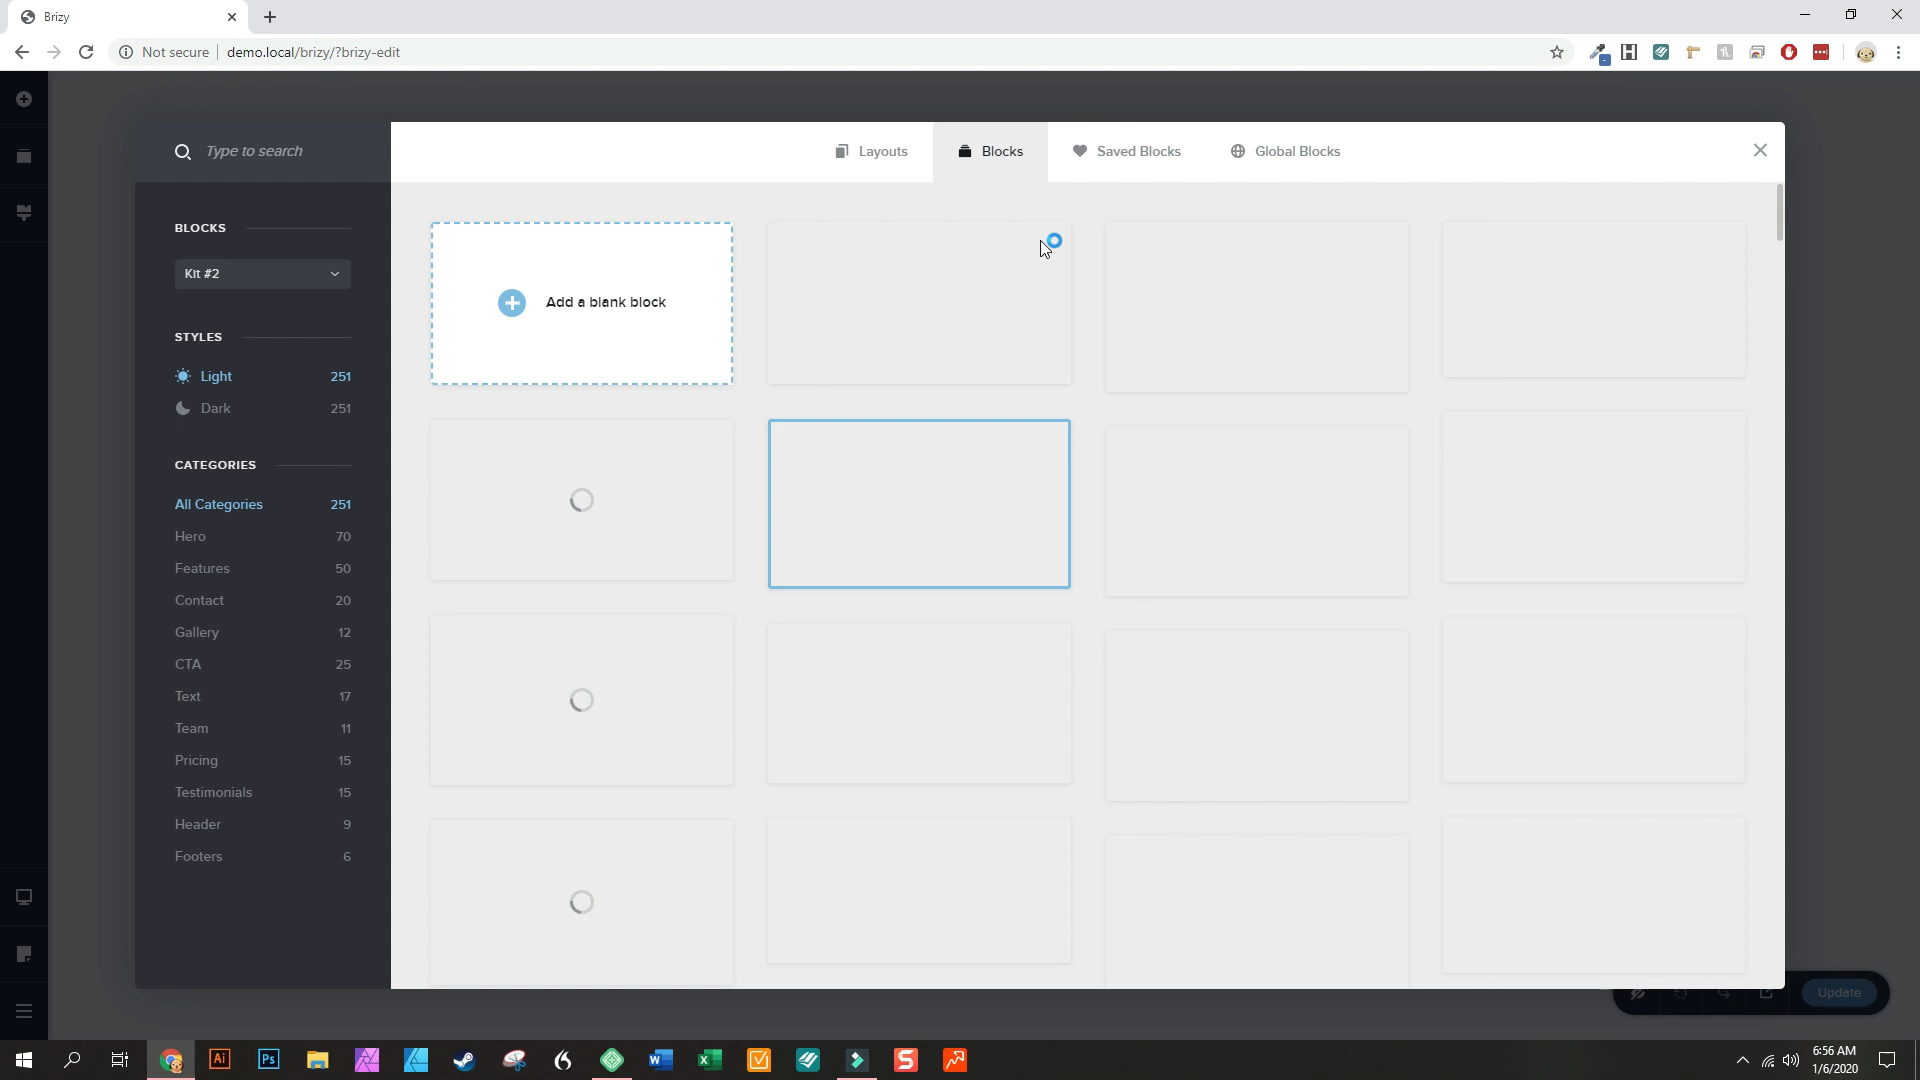 Brizy
Not secure
demo.local/brizy/?brizy-edit
Type to search
Layouts
Blocks
Saved Blocks
Global Blocks
BLOCKS
Kit #2
STYLES
Light 251
Dark 251
CATEGORIES
All Categories 251
Hero 70
Features 50
Contact 20
Gallery 12
CTA 25
Text 17
Team 11
Pricing 15
Testimonials 15
Header 9
Footers 6
Add a blank block
Update
Ai
Ps
6:56 AM
1/6/2020